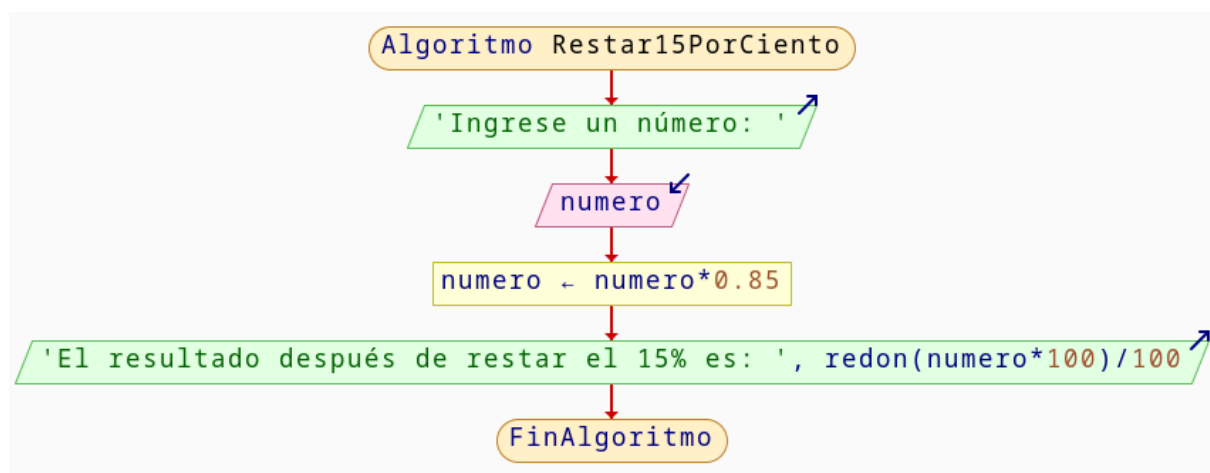 Algoritmo Restar15PorCiento
'Ingrese un número: '
numero
numero ← numero*0.85
'El resultado después de restar el 15% es: ', redon(numero*100)/100
FinAlgoritmo